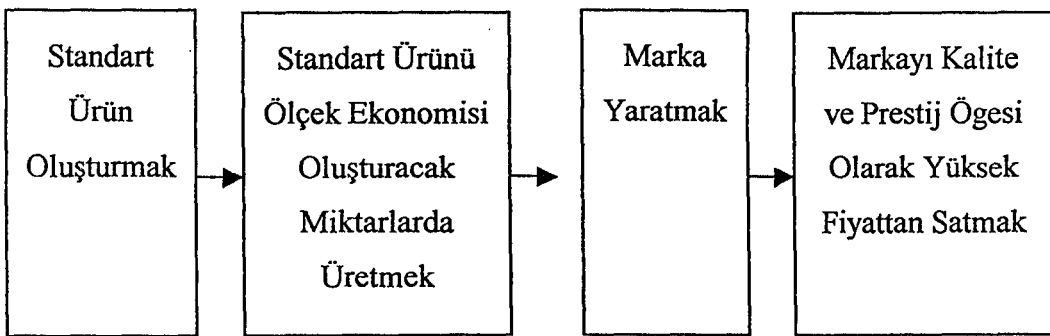 Standart
Ürün
Oluşturmak
Standart Ürünü
Ölçek Ekonomisi
Oluşturacak
Miktarlarda
Üretmek
Marka
Yaratmak
Markayı Kalite
ve Prestij Ögesi
Olarak Yüksek
Fiyattan Satmak